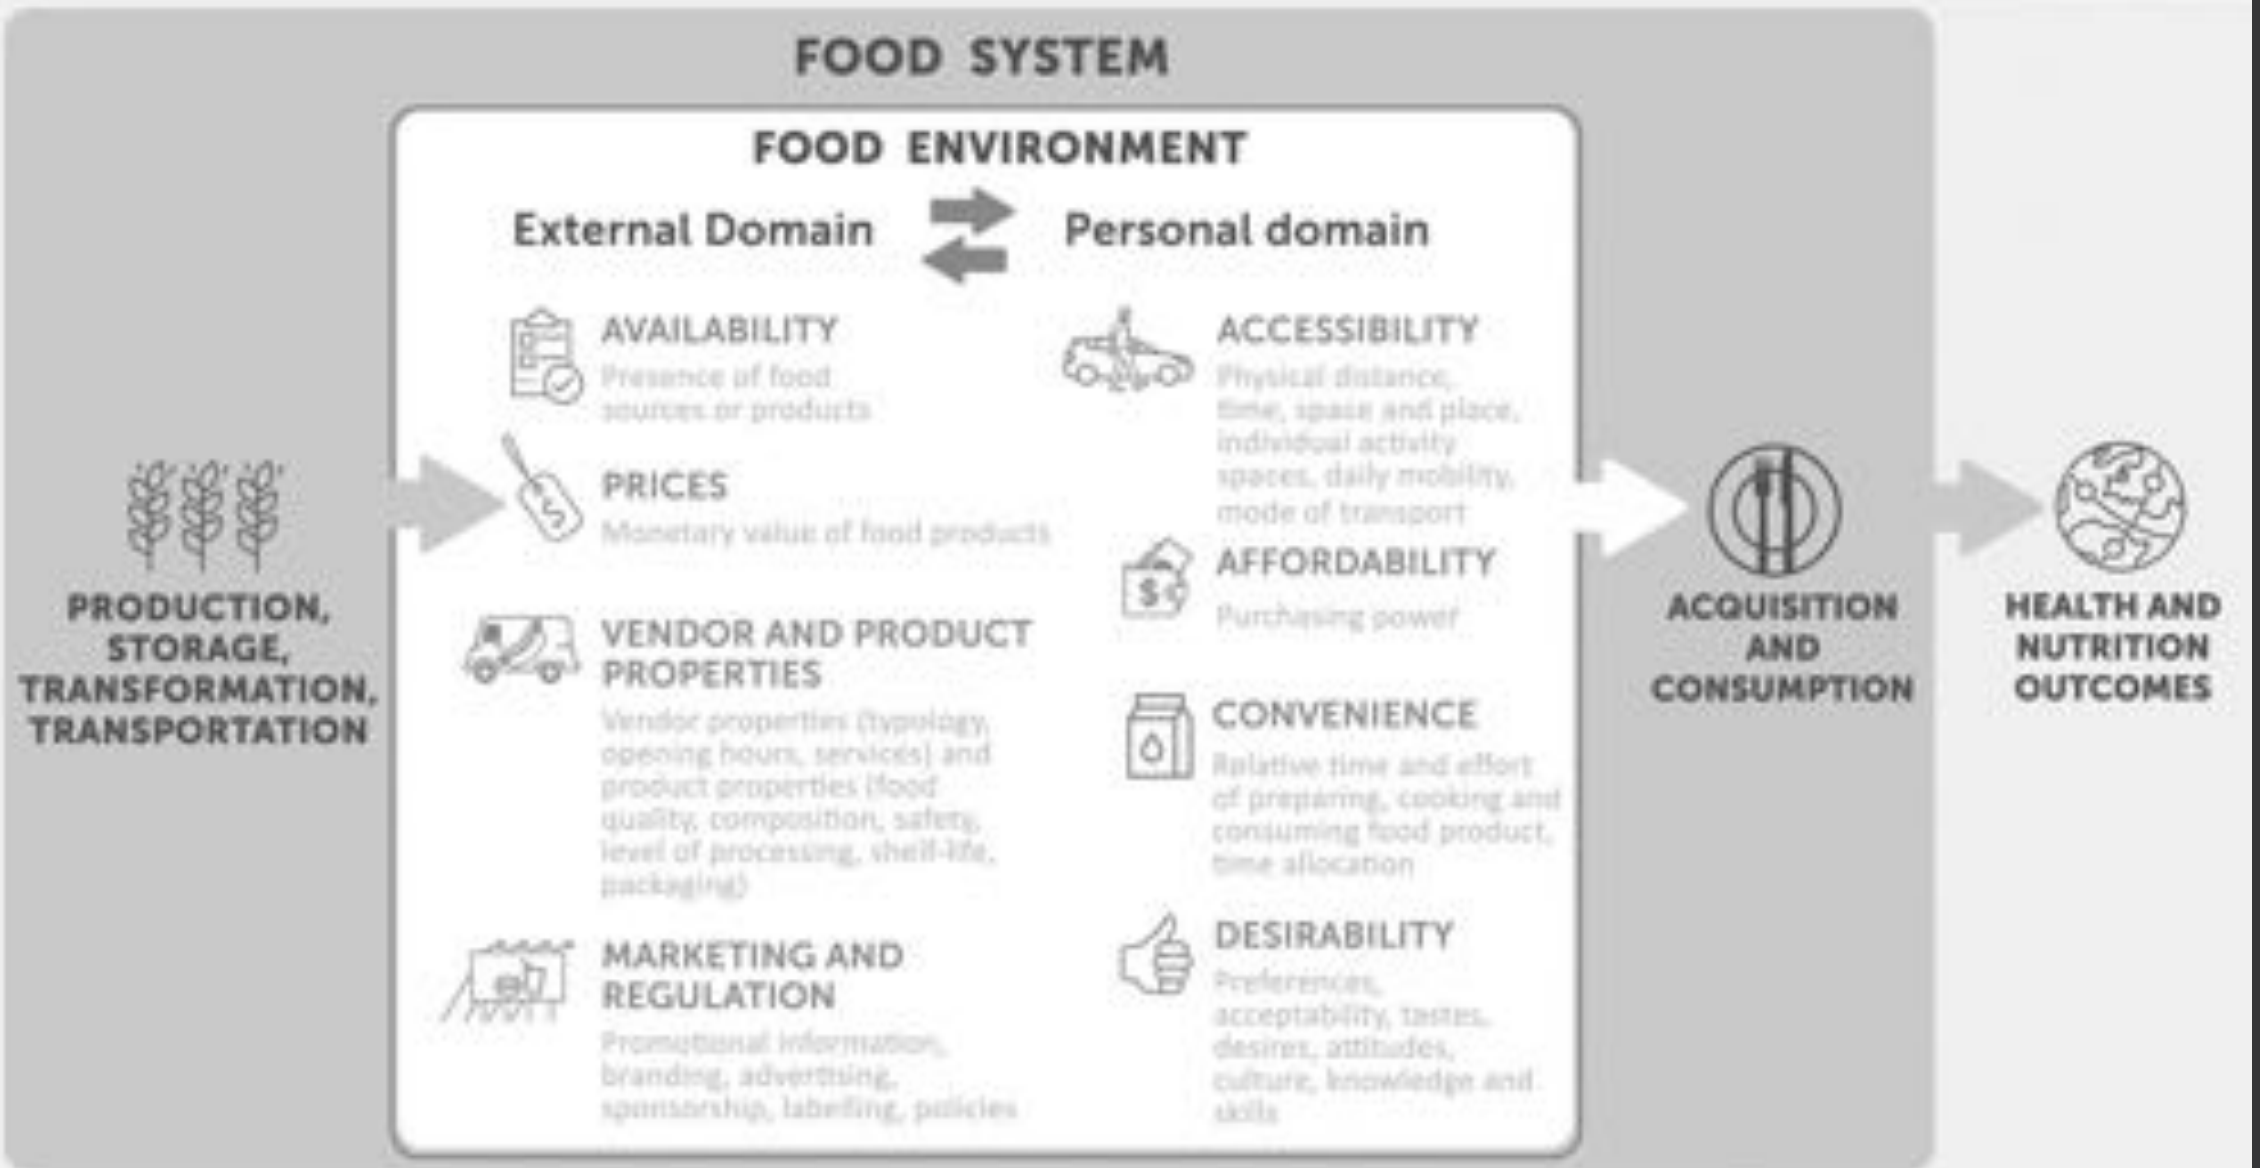 FOOD SYSTEM
FOOD ENVIRONMENT
External Domain
Personal domain
AVAILABILITY
Presence of food
sources or products
PRICES
Monetary value of food products
VENDOR AND PRODUCT
PROPERTIES
Vendor properties (typology,
opening hours, services) and
product properties (food
quality, composition, safety,
level of processing, shelf-life,
packaging)
MARKETING AND
REGULATION
Promotional information,
branding, advertising,
sponsorship, labelling, policies
ACCESSIBILITY
Physical distance,
time, space and place,
individual activity
spaces, daily mobility,
mode of transport
AFFORDABILITY
Purchasing power
CONVENIENCE
Relative time and effort
of preparing, cooking and
consuming food product,
time allocation
DESIRABILITY
Preferences,
acceptability, tastes,
desires, attitudes,
culture, knowledge and
skills
PRODUCTION,
STORAGE,
TRANSFORMATION,
TRANSPORTATION
ACQUISITION
AND
CONSUMPTION
HEALTH AND
NUTRITION
OUTCOMES
$
$